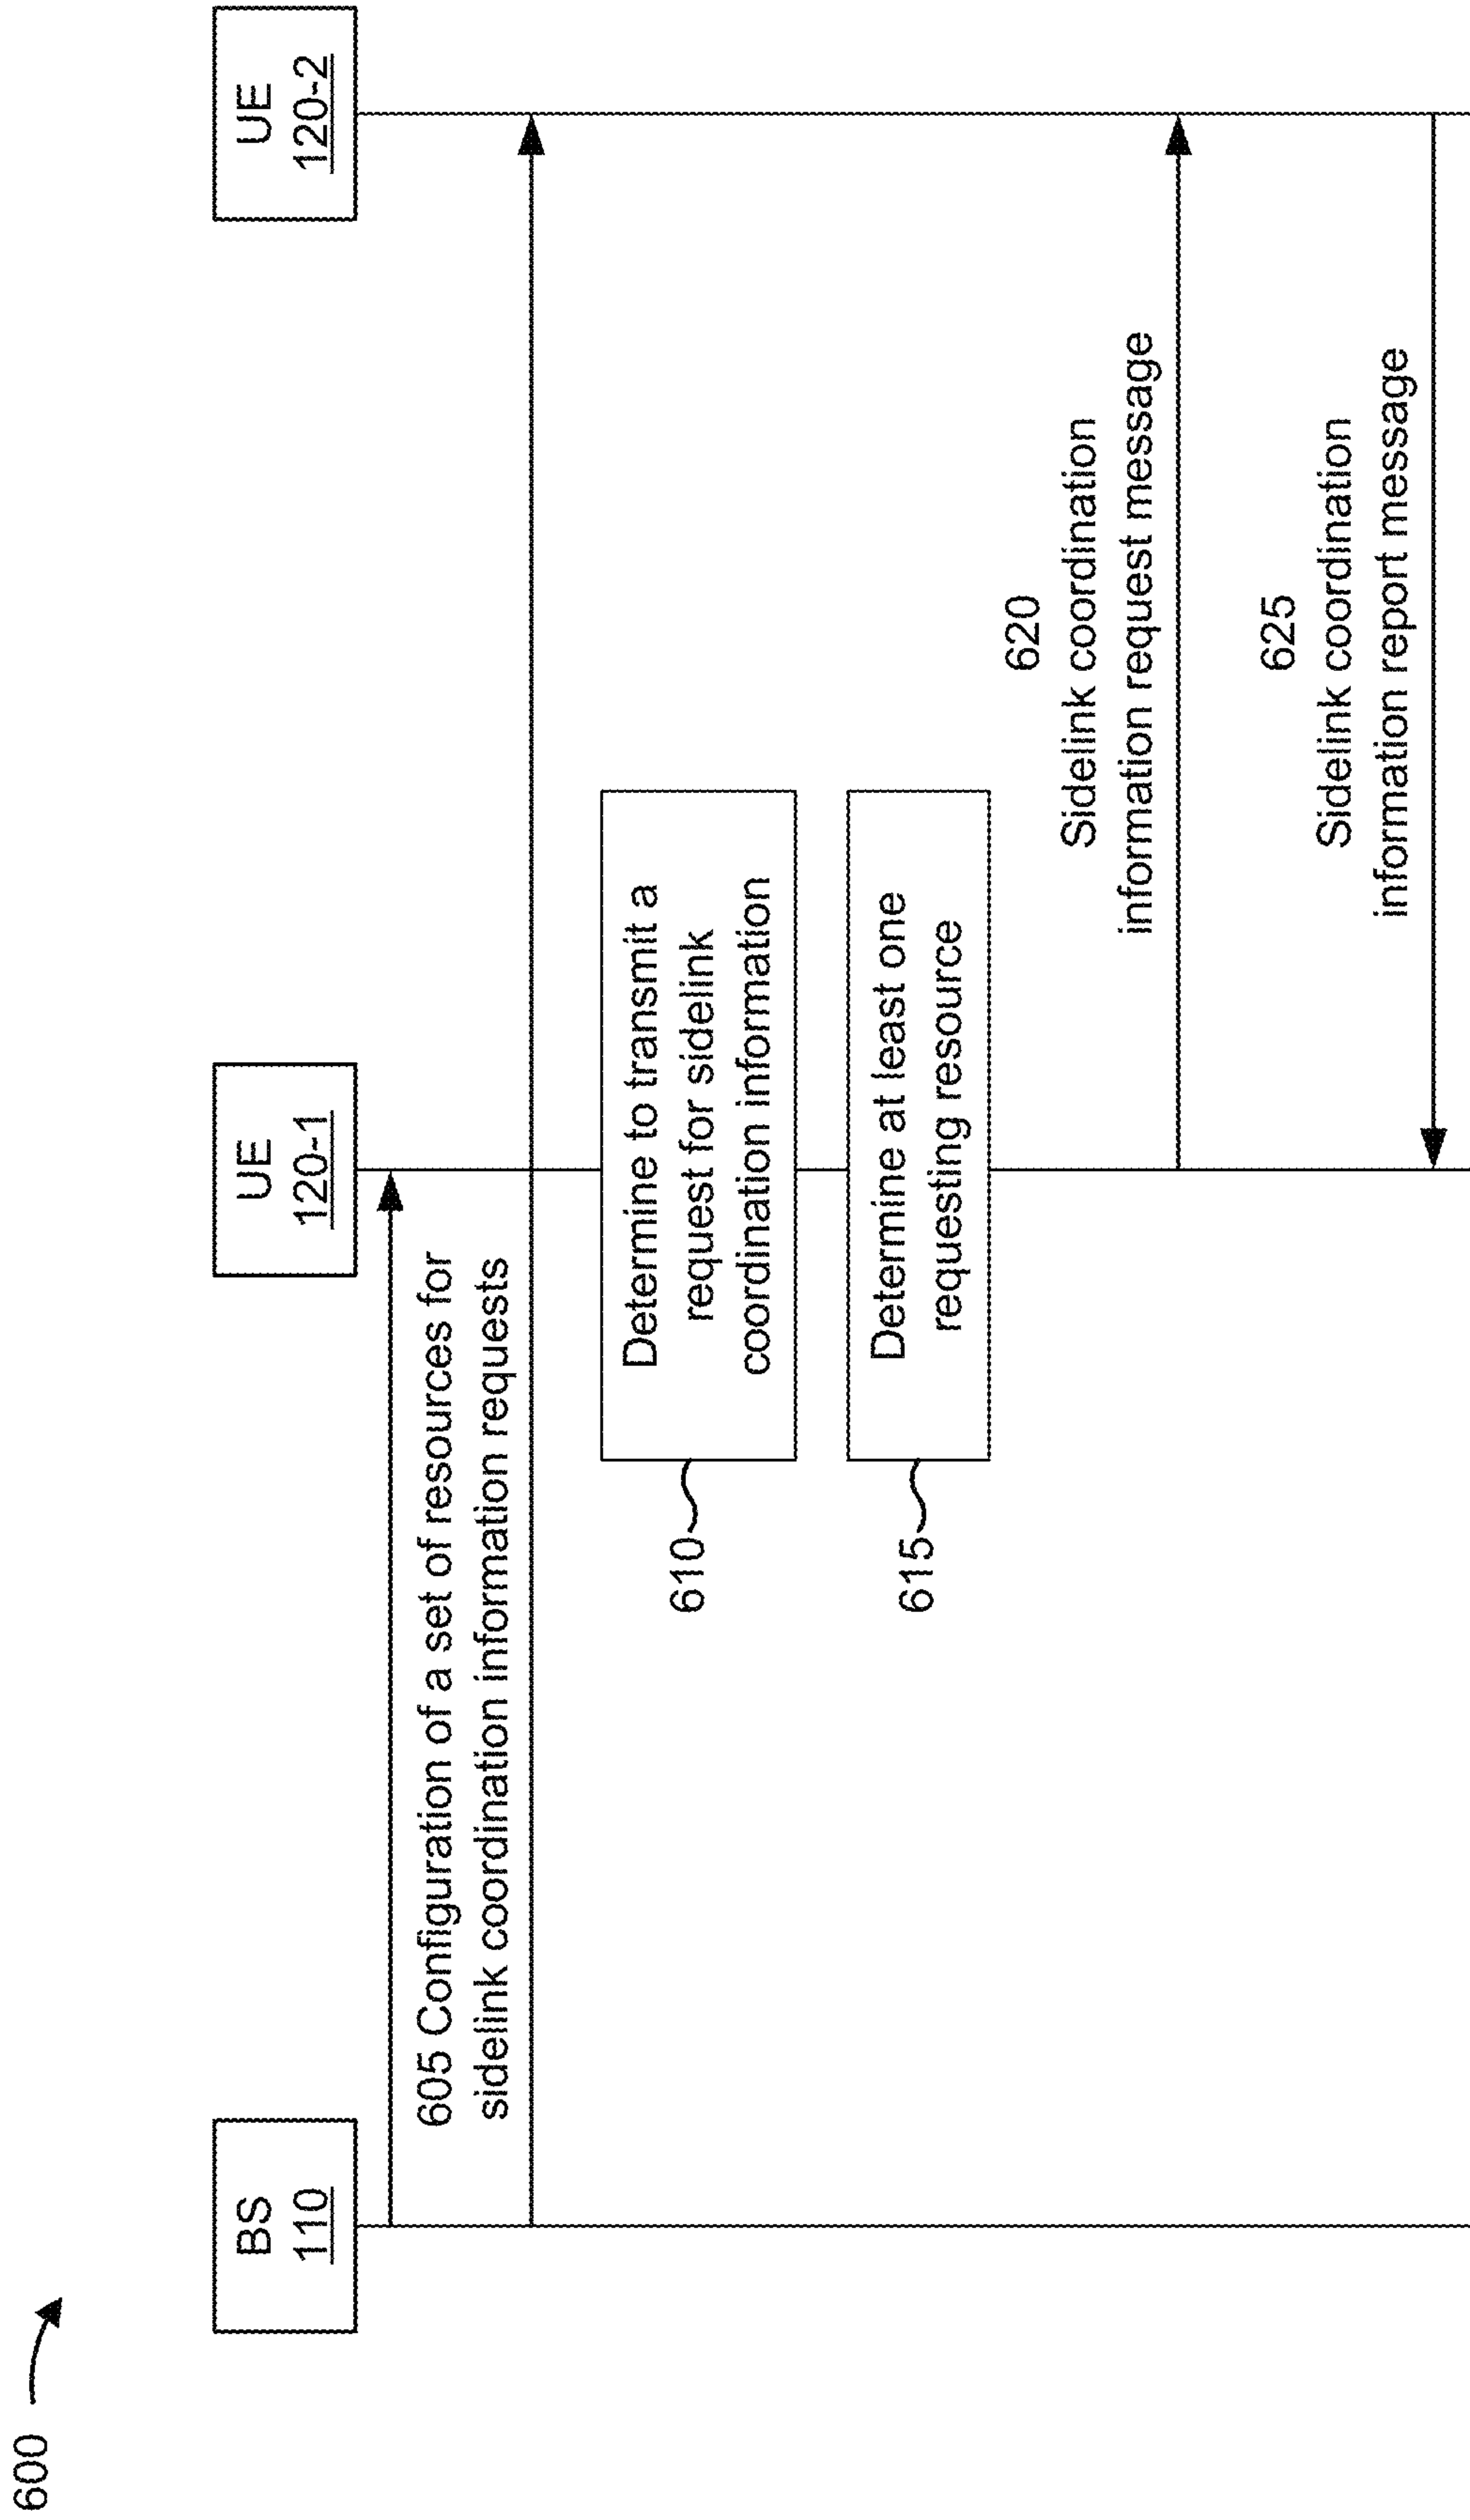 600
BS
110
UE
120-1
UE
120-2
605 Configuration of a set of resources for
sidelink coordination information requests
610
Determine to transmit a
request for sidelink
coordination information
615
Determine at least one
requesting resource
620
Sidelink coordination
information request message
625
Sidelink coordination
information report message